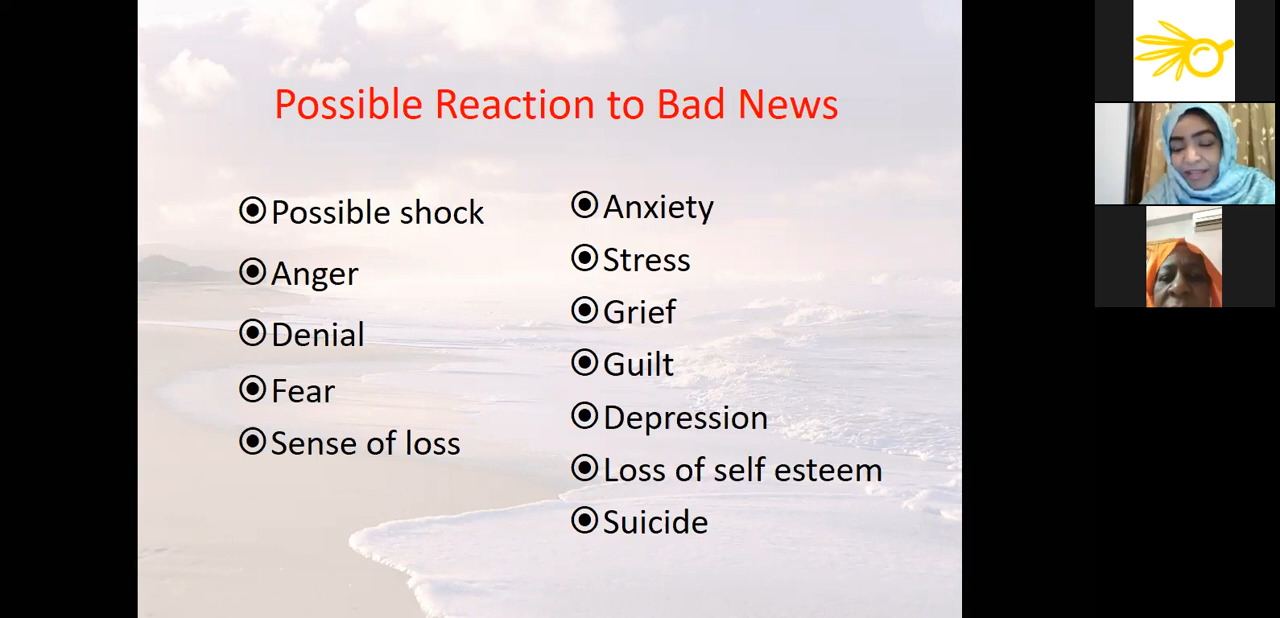 Possible Reaction to Bad News
Possible shock
Anger
Denial
Fear
Sense of loss
Anxiety
Stress
Grief
Guilt
Depression
Loss of self esteem
Suicide